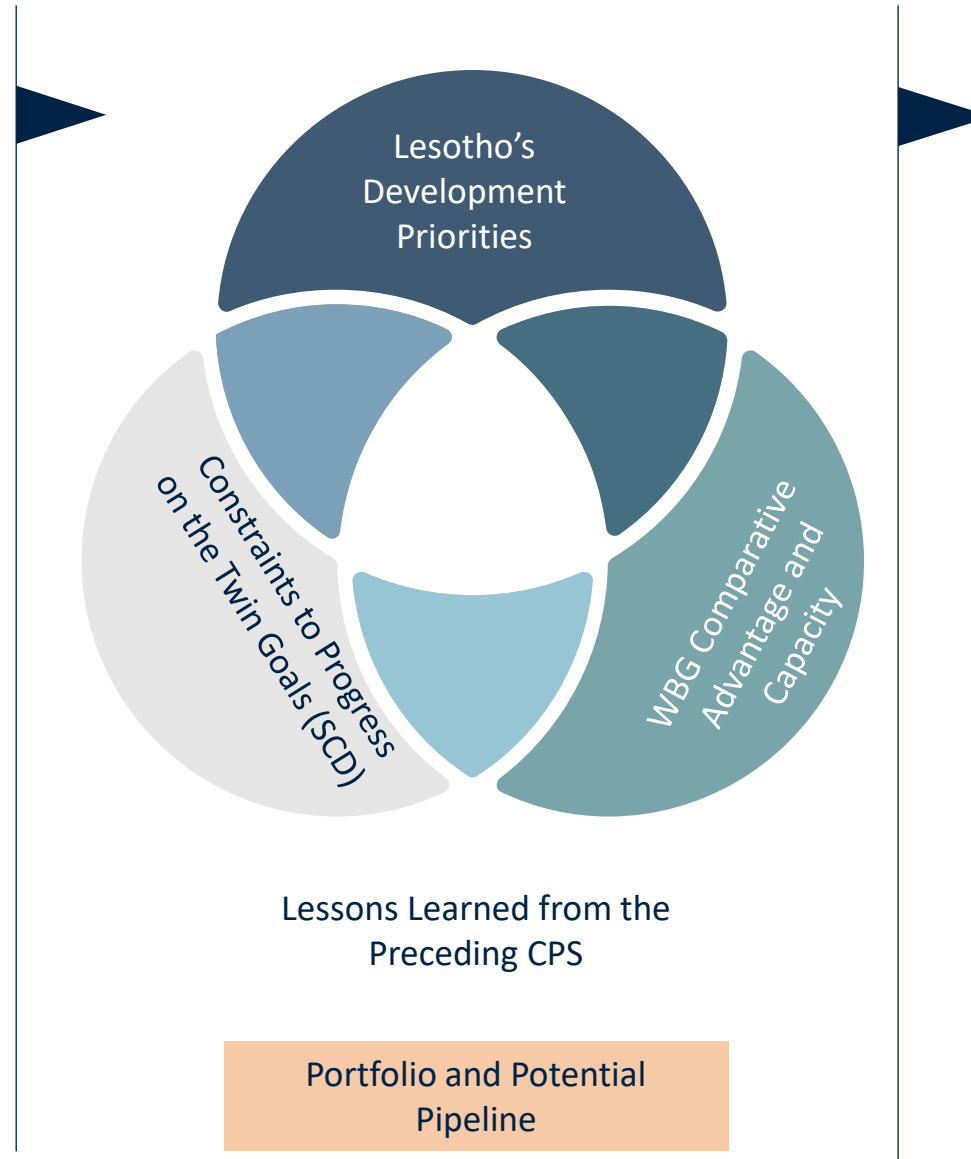 Lesotho’s
Development
Priorities
Constraints to Progress
on the Twin Goals (SCD)
WBG Comparative
Advantage and
Capacity
Lessons Learned from the
Preceding CPS
Portfolio and Potential
Pipeline